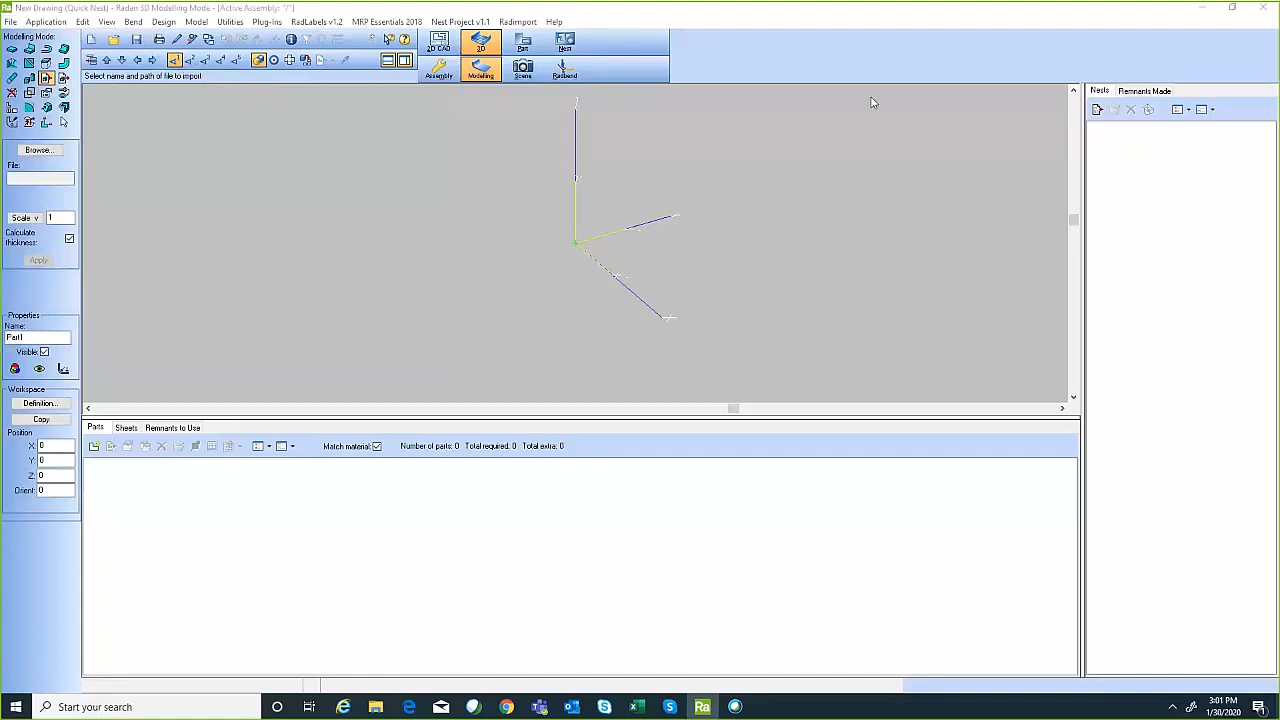 New Drawing (Quick Nest) - Radan 3D Modelling Mode - [Active Assembly: "/"]
File Application Edit View Bend Design Model Utilities Plug-Ins RadLabels v1.2 MRP Essentials 2018 Nest Project v1.1 Radimport Help
Modelling Mode:
2D CAD 3D Part Nest
Assembly Modelling Scene Radbend
Select name and path of file to import
Browse...
File:
Scale v 1
Calculate
thickness:
Apply
Properties
Name:
Part1
Visible:
Workspace
Definition...
Copy
Position
X: 0
Y: 0
Z: 0
Orient: 0
Parts Sheets Remnants to Use
Match material: Number of parts: 0 Total required: 0 Total extra: 0
Nests Remnants Made
Start your search
3:01 PM
1/30/2020